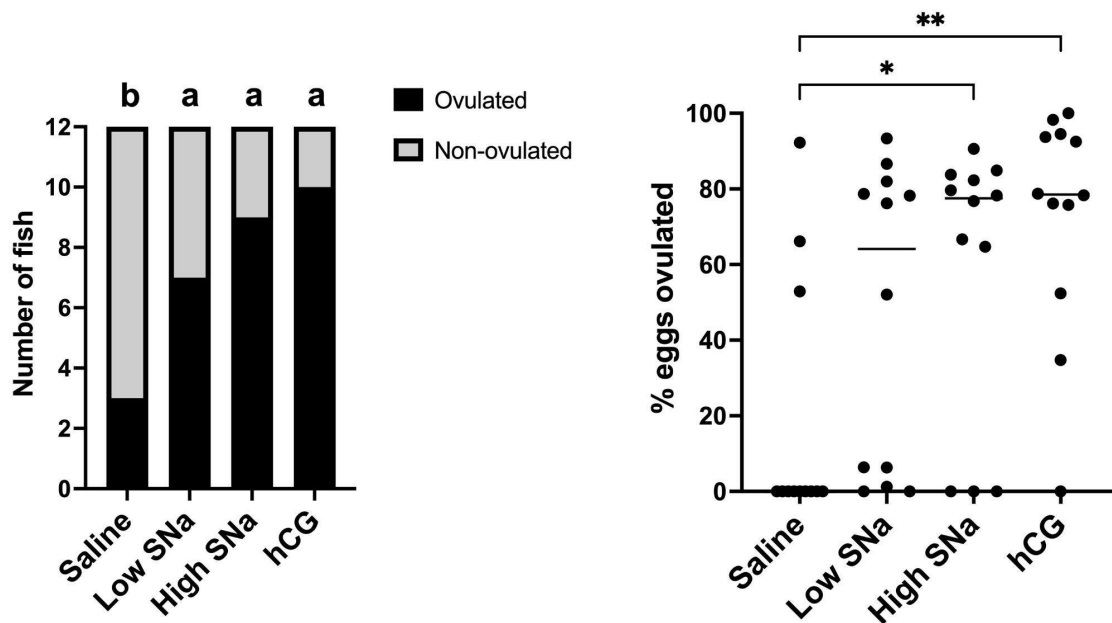 b a a a
Ovulated
Non-ovulated
Number of fish
12
10
8
6
4
2
0
Saline
Low SNa
High SNa
hCG
**
*
% eggs ovulated
100
80
60
40
20
0
Saline
Low SNa
High SNa
hCG